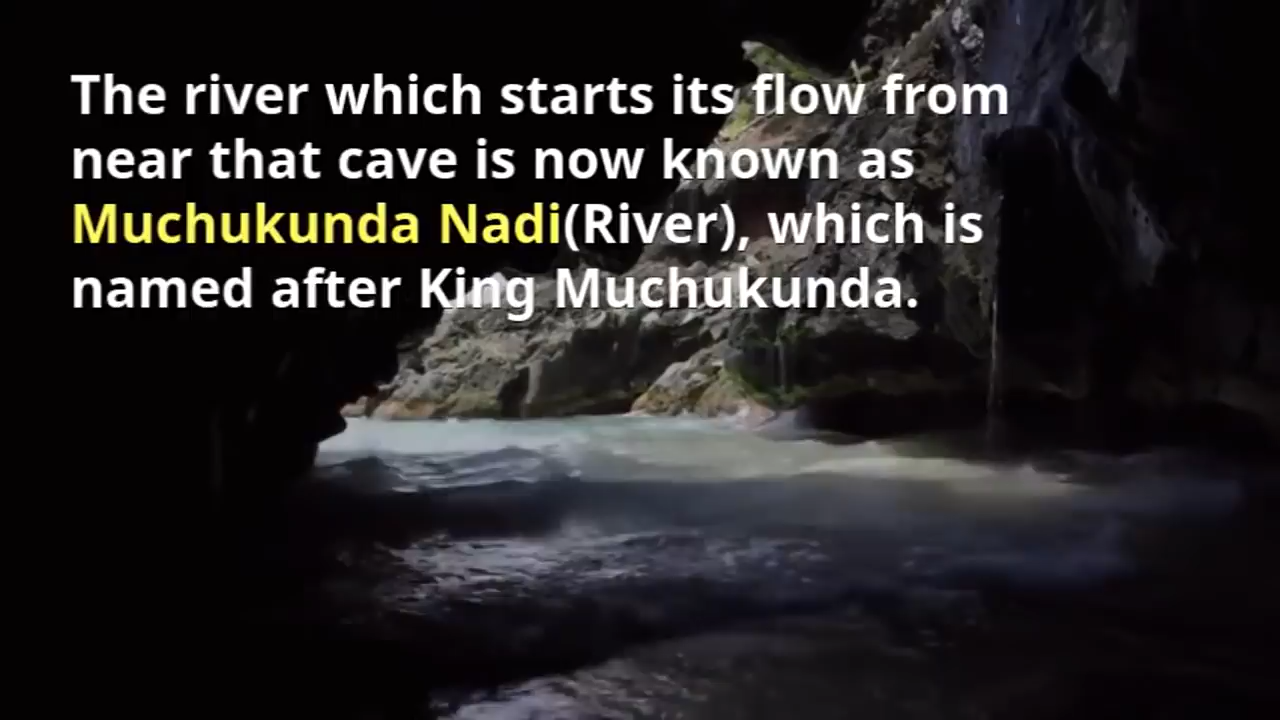 The river which starts its flow from
near that cave is now known as
Muchukunda Nadi(River), which is
named after King Muchukunda.